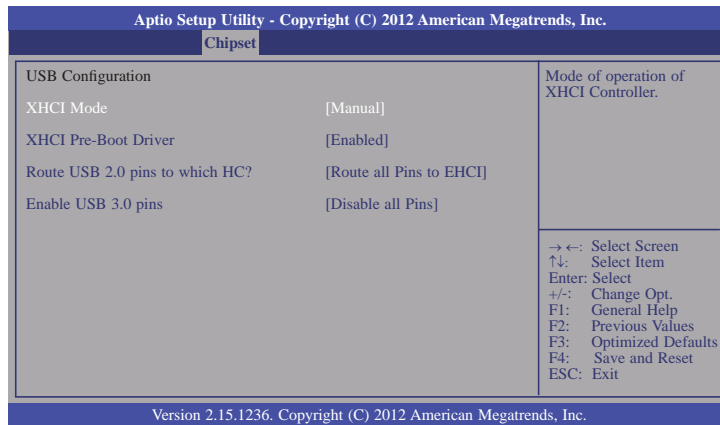 Aptio Setup Utility - Copyright (C) 2012 American Megatrends, Inc.
Chipset
USB Configuration
XHCI Mode [Manual]
XHCI Pre-Boot Driver [Enabled]
Route USB 2.0 pins to which HC? [Route all Pins to EHCI]
Enable USB 3.0 pins [Disable all Pins]
Mode of operation of
XHCI Controller.
→ ←: Select Screen
↑↓: Select Item
Enter: Select
+/-: Change Opt.
F1: General Help
F2: Previous Values
F3: Optimized Defaults
F4: Save and Reset
ESC: Exit
Version 2.15.1236. Copyright (C) 2012 American Megatrends, Inc.